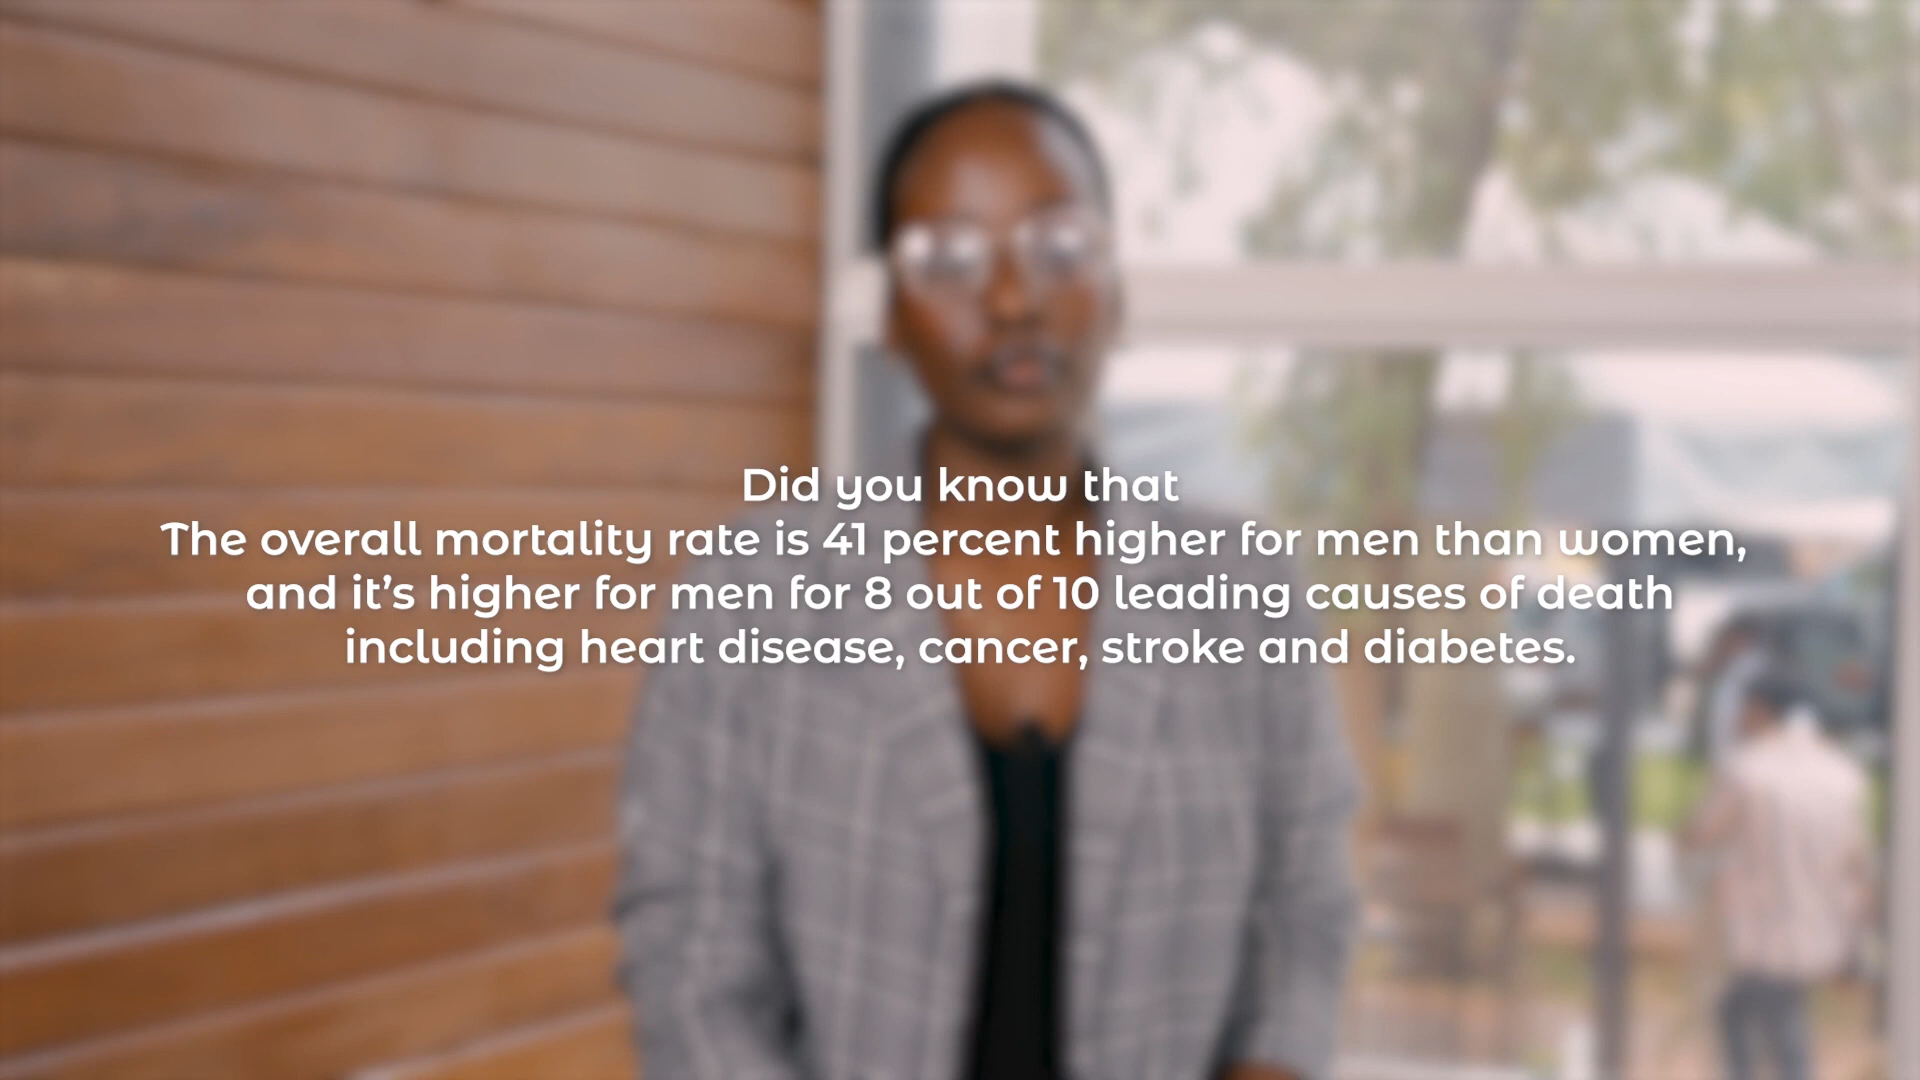 Did you know that
The overall mortality rate is 41 percent higher for men than women,
and it’s higher for men for 8 out of 10 leading causes of death
including heart disease, cancer, stroke and diabetes.